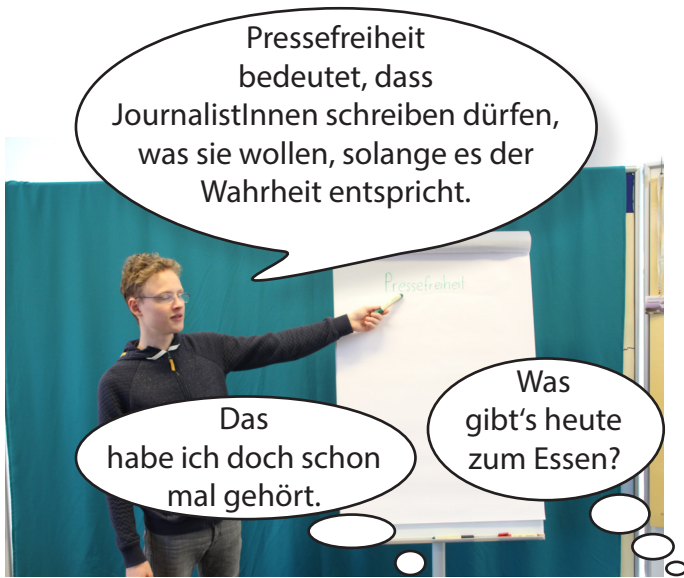 Pressefreiheit
bedeutet, dass
JournalistInnen schreiben dürfen,
was sie wollen, solange es der
Wahrheit entspricht.
Pressefreiheit
Das
habe ich doch schon
mal gehört.
Was
gibt‘s heute
zum Essen?